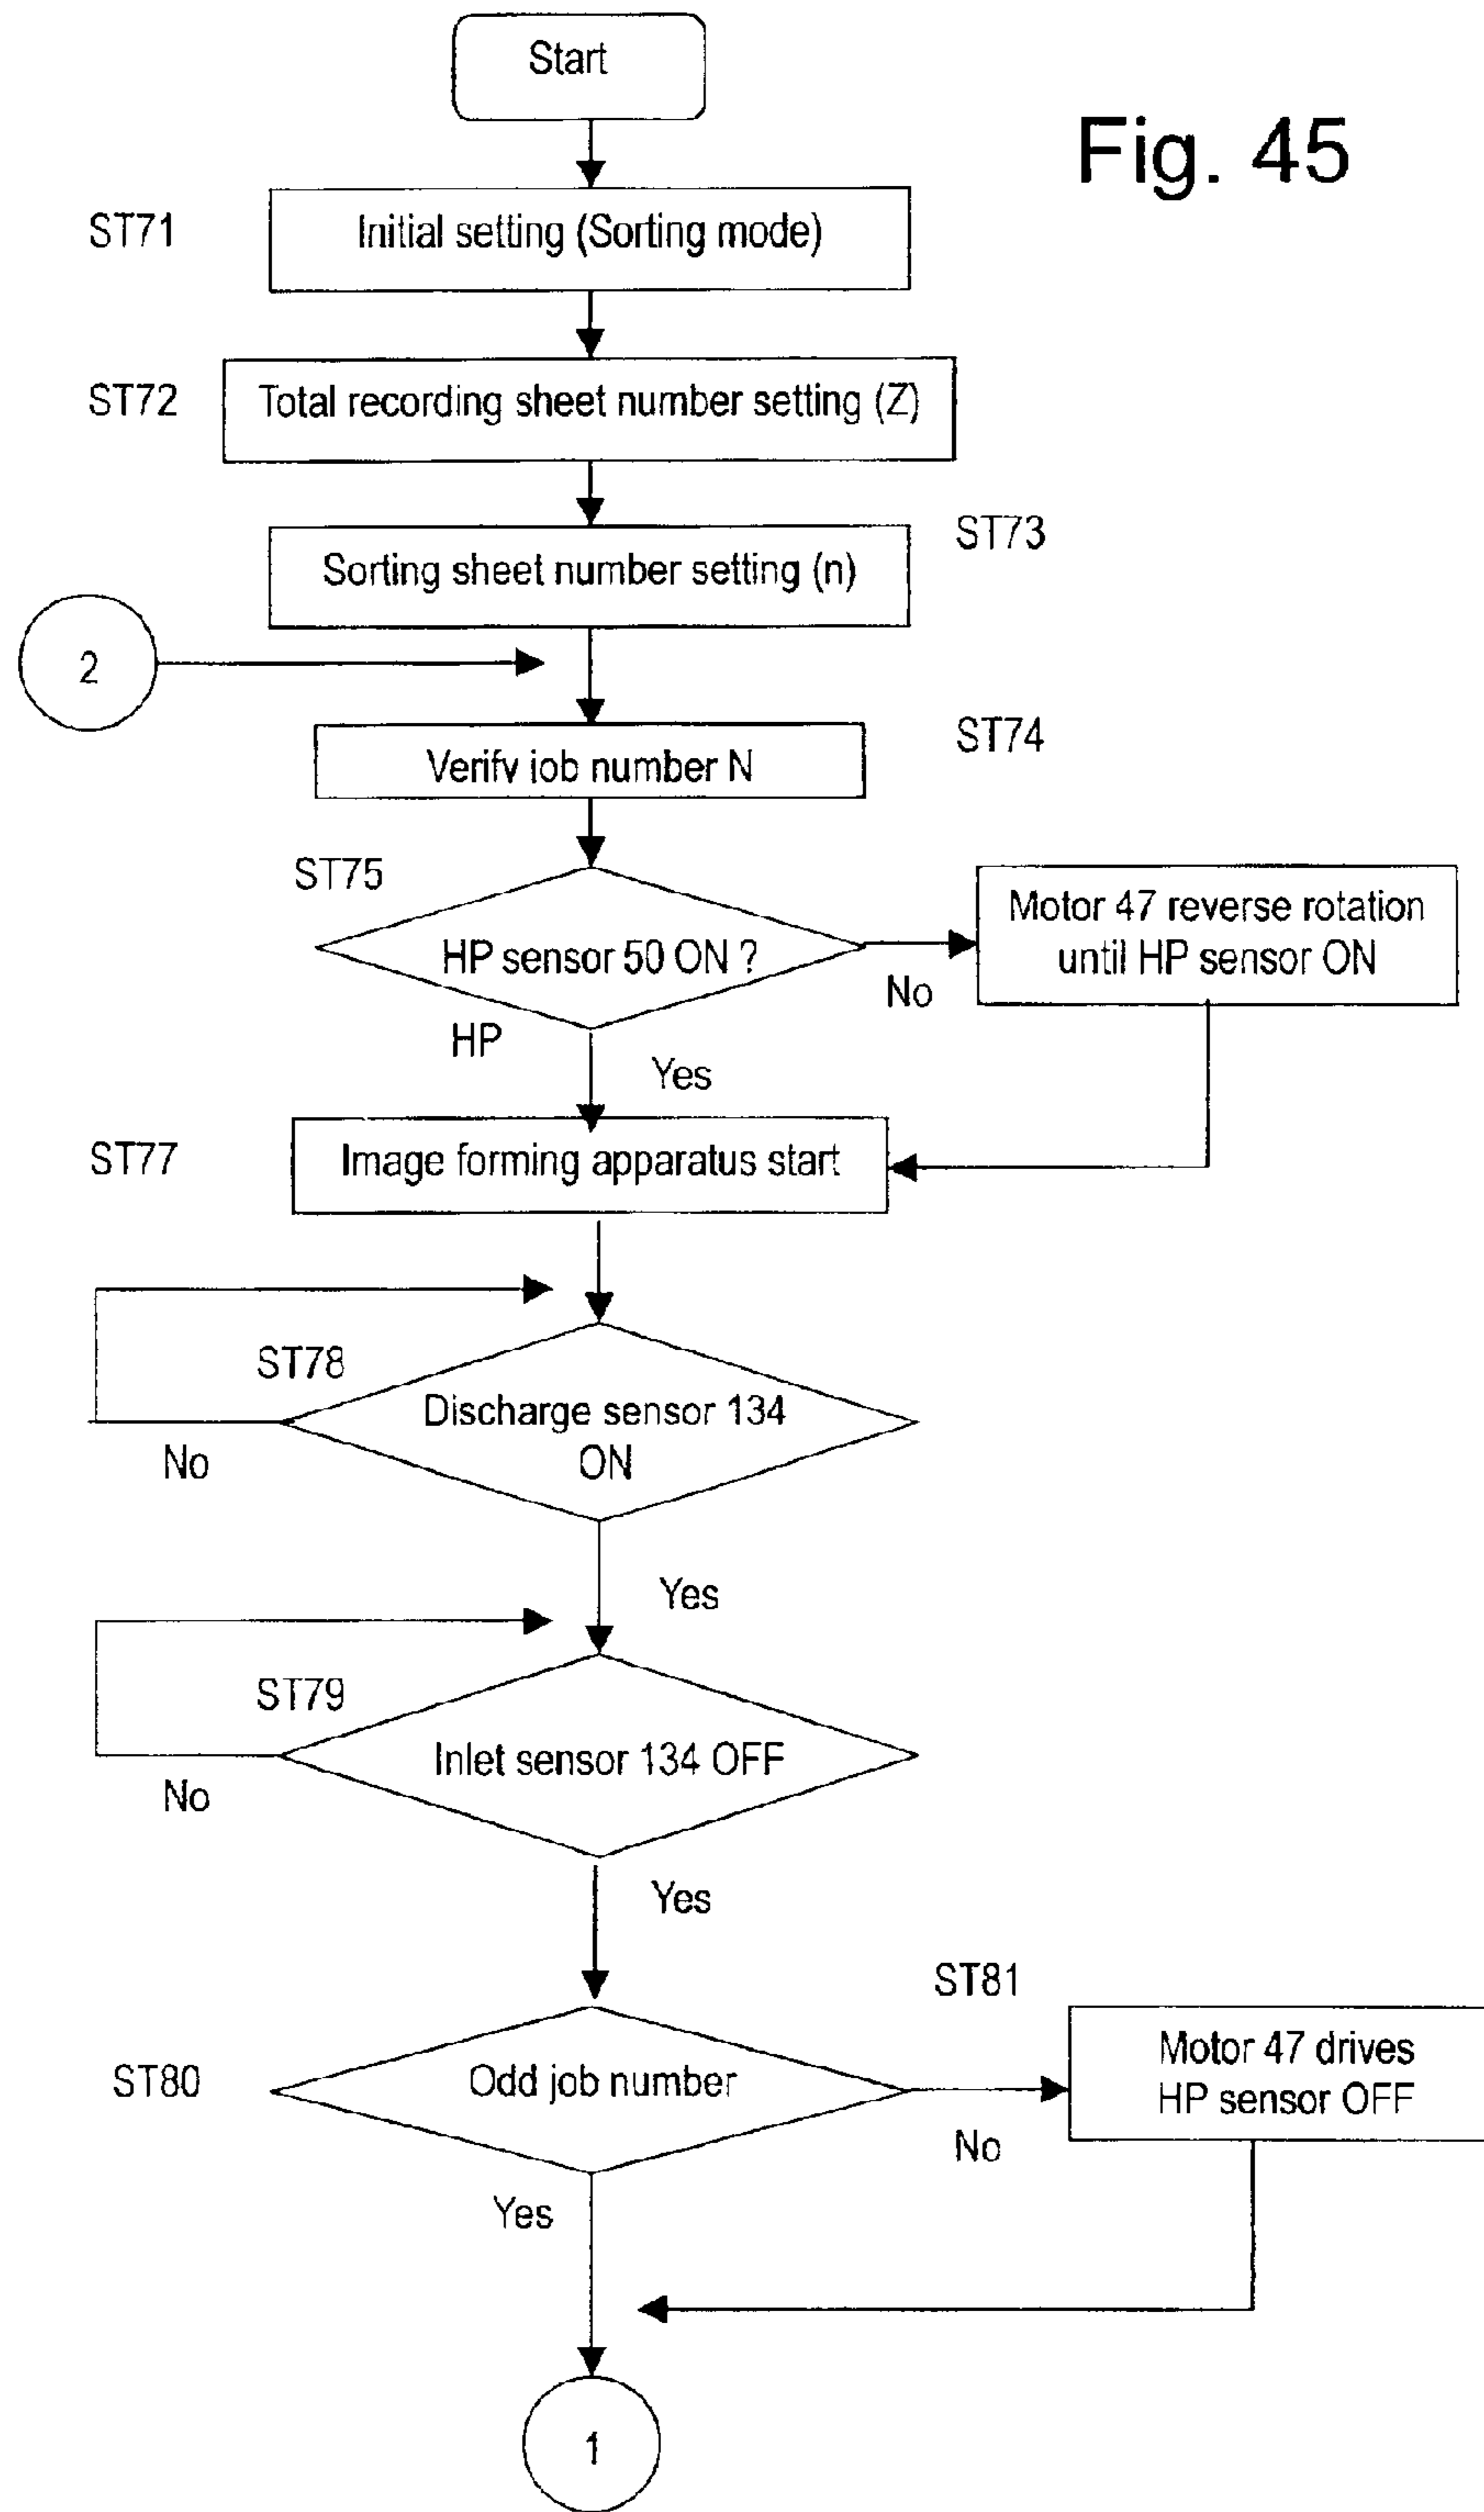 Start
Fig. 45
ST71
Initial setting (Sorting mode)
ST72
Total recording sheet number setting (Z)
ST73
Sorting sheet number setting (n)
2
ST74
Verify job number N
ST75
HP sensor 50 ON ?
Motor 47 reverse rotation
until HP sensor ON
No
HP
Yes
ST77
Image forming apparatus start
ST78
Discharge sensor 134
ON
No
Yes
ST79
Inlet sensor 134 OFF
No
Yes
ST81
ST80
Odd job number
Motor 47 drives
HP sensor OFF
No
Yes
1